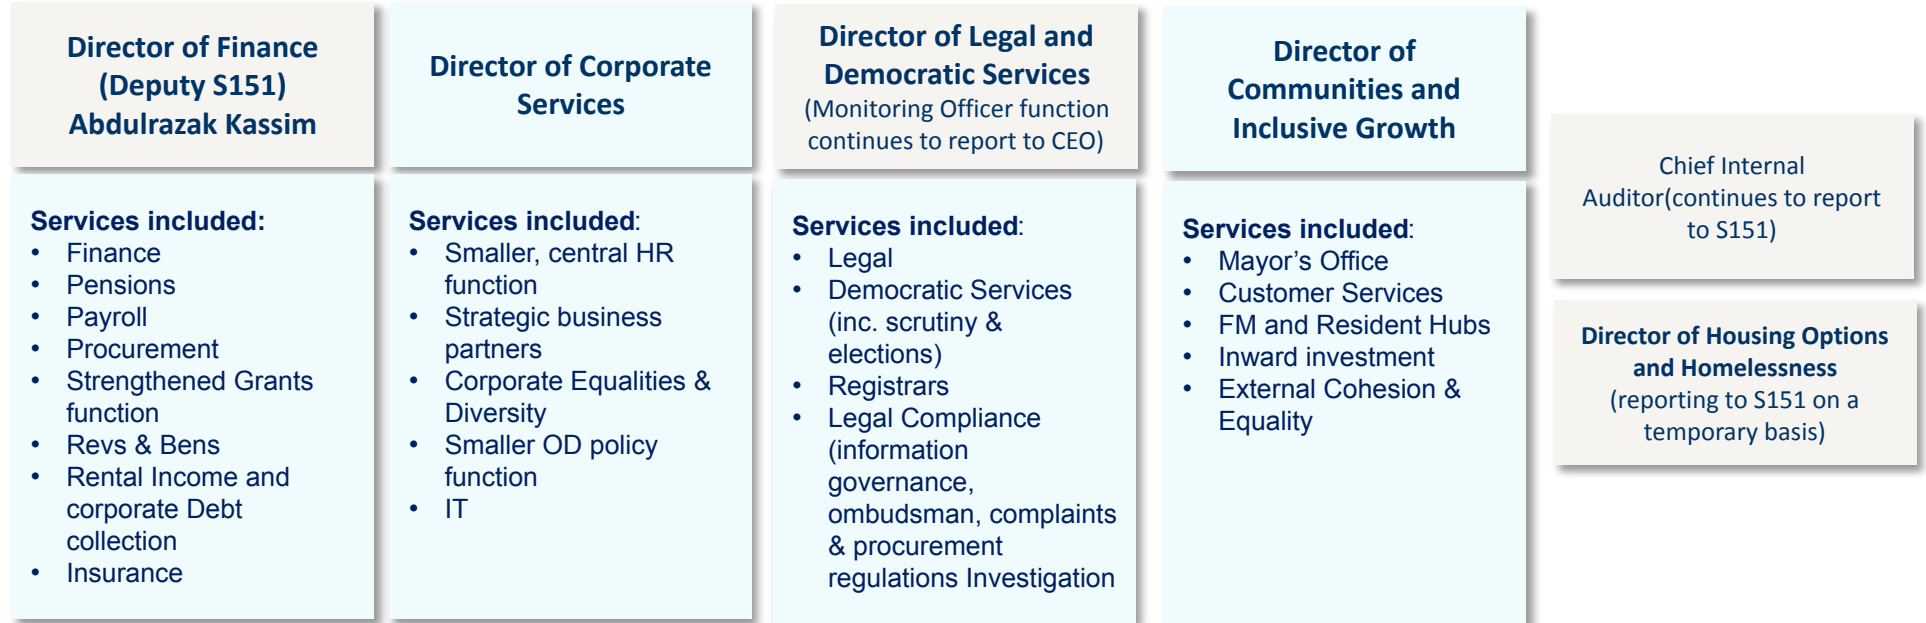 Director of Finance
(Deputy S151)
Abdulrazak Kassim
Services included:
• Finance
• Pensions
• Payroll
• Procurement
• Strengthened Grants
function
• Revs & Bens
• Rental Income and
corporate Debt
collection
• Insurance
Director of Corporate
Services
Services included:
• Smaller, central HR
function
• Strategic business
partners
• Corporate Equalities &
Diversity
• Smaller OD policy
function
• IT
Director of Legal and
Democratic Services
(Monitoring Officer function
continues to report to CEO)
Services included:
• Legal
• Democratic Services
(inc. scrutiny &
elections)
• Registrars
• Legal Compliance
(information
governance,
ombudsman, complaints
& procurement
regulations Investigation
Director of
Communities and
Inclusive Growth
Services included:
• Mayor’s Office
• Customer Services
• FM and Resident Hubs
• Inward investment
• External Cohesion &
Equality
Chief Internal
Auditor(continues to report
to S151)
Director of Housing Options
and Homelessness
(reporting to S151 on a
temporary basis)